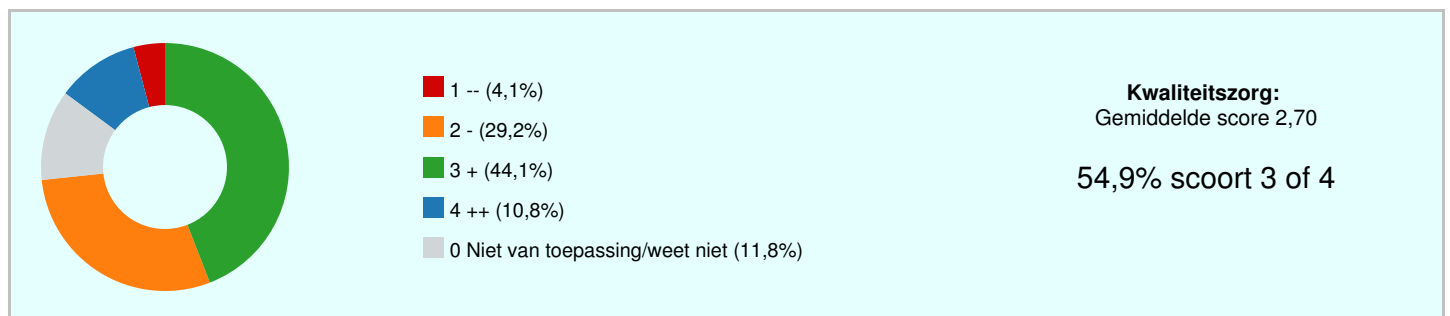 1 -- (4,1%)
2 - (29,2%)
3 + (44,1%)
4 ++ (10,8%)
0 Niet van toepassing/weet niet (11,8%)
Kwaliteitszorg:
Gemiddelde score 2,70
54,9% scoort 3 of 4